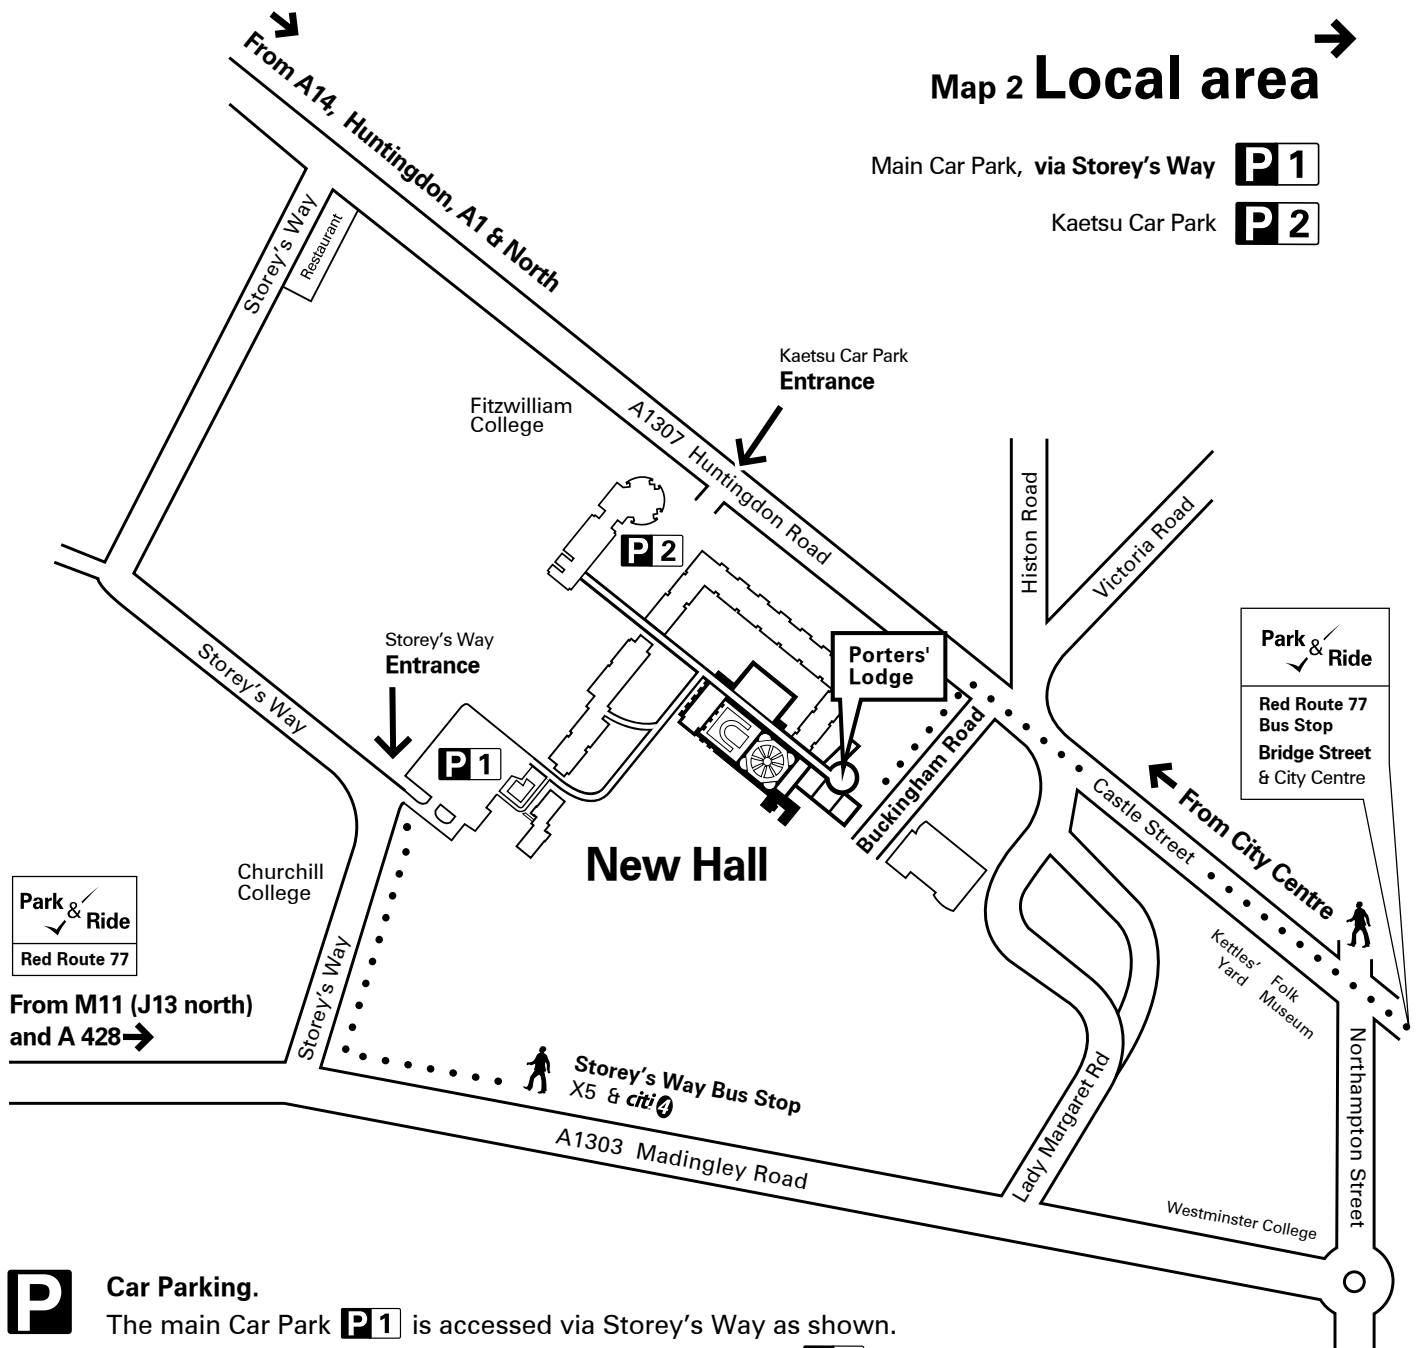 Map 2 Local area
Main Car Park, via Storey's Way P 1
Kaetsu Car Park P 2
From A14, Huntingdon, A1 & North
Storey's Way
Restaurant
Kaetsu Car Park
Entrance
Fitzwilliam
College
A1307 Huntingdon Road
P 2
Histon Road
Victoria Road
Storey's Way
Storey's Way
Entrance
P 1
Porters'
Lodge
Buckingham Road
New Hall
Park & Ride
Red Route 77
Bus Stop
Bridge Street
& City Centre
Castle Street
From City Centre
Kettles'
Yard
Folk
Museum
Churchill
College
Park & Ride
Red Route 77
From M11 (J13 north)
and A 428
Storey's Way
Storey's Way Bus Stop
X5 & citi 4
A1303 Madingley Road
Lady Margaret Rd
Northampton Street
Westminster College
P Car Parking.
The main Car Park P 1 is accessed via Storey's Way as shown.